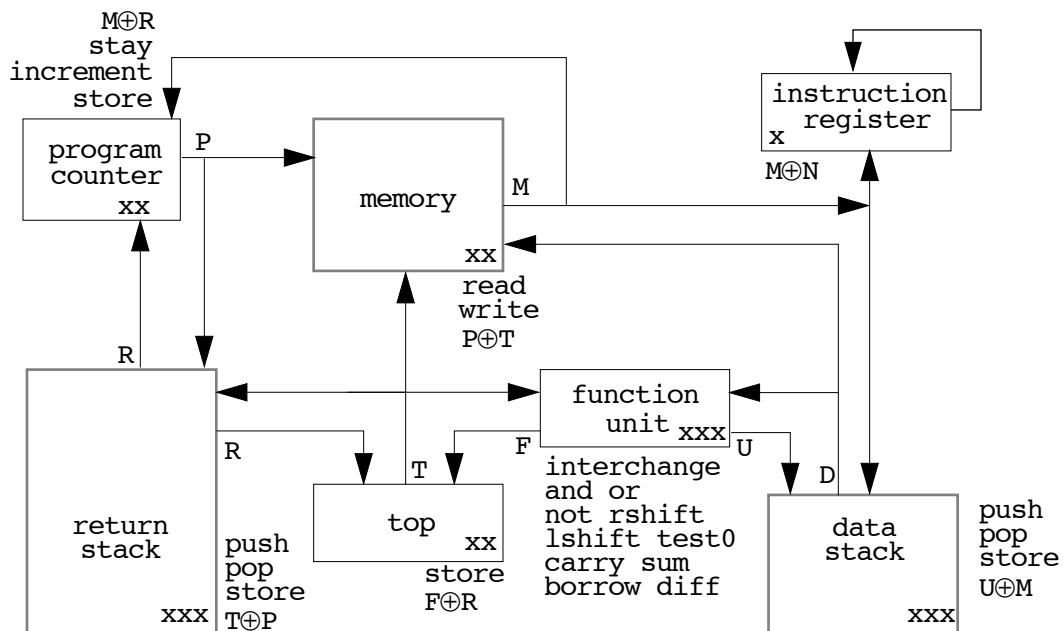 M⊕R
stay
increment
store
program
counter
xx
P
memory
xx
M
read
write
P⊕T
instruction
register
x
M⊕N
R
return
stack
xxx
R
push
pop
store
T⊕P
T
top
xx
store
F⊕R
F
function
unit
xxx
U
interchange
and or
not rshift
lshift test0
carry sum
borrow diff
D
data
stack
xxx
push
pop
store
U⊕M